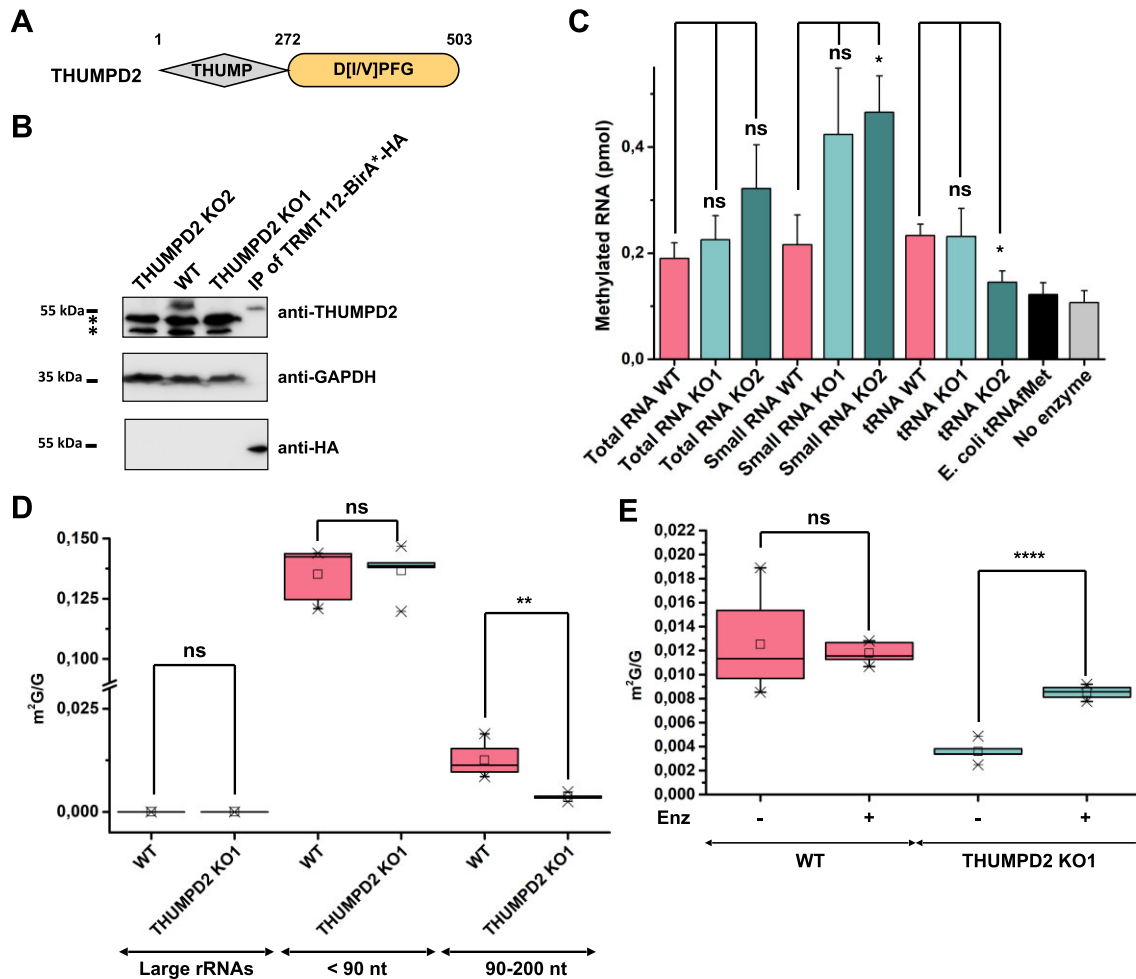 A
1 272 503
THUMPD2 THUMP D[I/V]PFG
B
THUMPD2 KO2
WT
THUMPD2 KO1
IP of TRMT112-BirA*-HA
55 kDa
*
*
anti-THUMPD2
35 kDa
anti-GAPDH
55 kDa
anti-HA
C
ns
ns
ns
*
ns
*
Methylated RNA (pmol)
0,4
0,2
0,0
Total RNA WT
Total RNA KO1
Total RNA KO2
Small RNA WT
Small RNA KO1
Small RNA KO2
tRNA WT
tRNA KO1
tRNA KO2
E. coli tRNAfMet
No enzyme
D
m²G/G
0,150
0,125
0,100
0,025
0,000
ns
ns
**
WT
THUMPD2 KO1
WT
THUMPD2 KO1
WT
THUMPD2 KO1
Large rRNAs
< 90 nt
90-200 nt
E
m²G/G
0,022
0,020
0,018
0,016
0,014
0,012
0,010
0,008
0,006
0,004
0,002
0,000
ns
****
Enz - + - +
WT THUMPD2 KO1